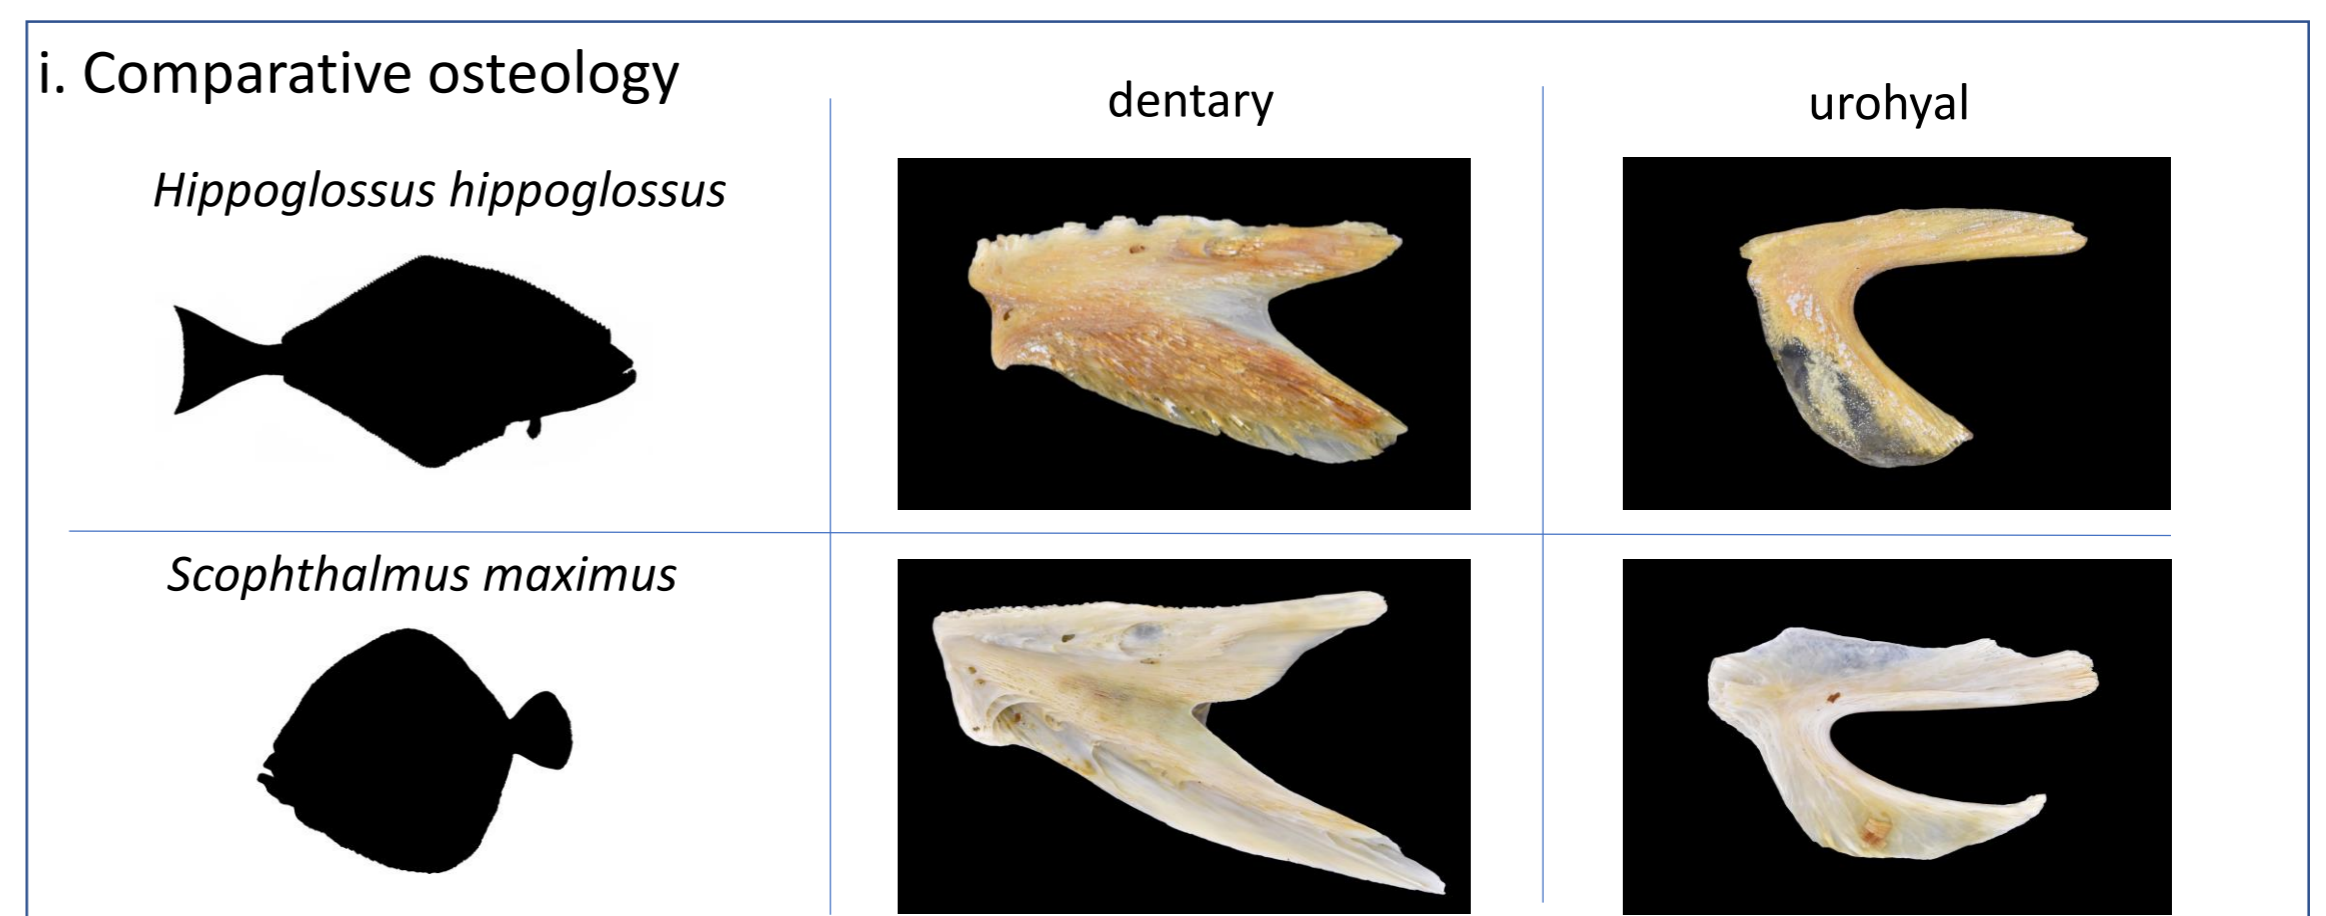 i. Comparative osteology
dentary
urohyal
Hippoglossus hippoglossus
Scophthalmus maximus